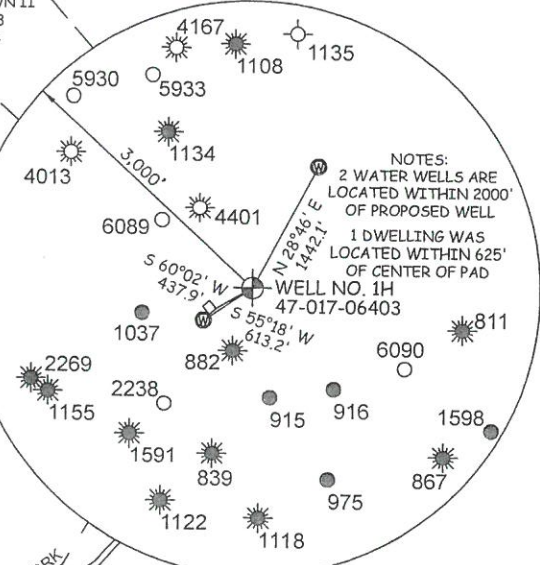 4167
1135
1108
5930
5933
1134
4013
3,000'
NOTES:
2 WATER WELLS ARE
LOCATED WITHIN 2000'
OF PROPOSED WELL
1 DWELLING WAS
LOCATED WITHIN 625'
OF CENTER OF PAD
4401
6089
N 28°46' E
1442.1'
S 60°02' W
437.9'
WELL NO. 1H
47-017-06403
W
W
S 55°18' W
613.2'
1037
811
882
6090
2269
1155
2238
915
916
1598
1591
839
867
975
1122
1118